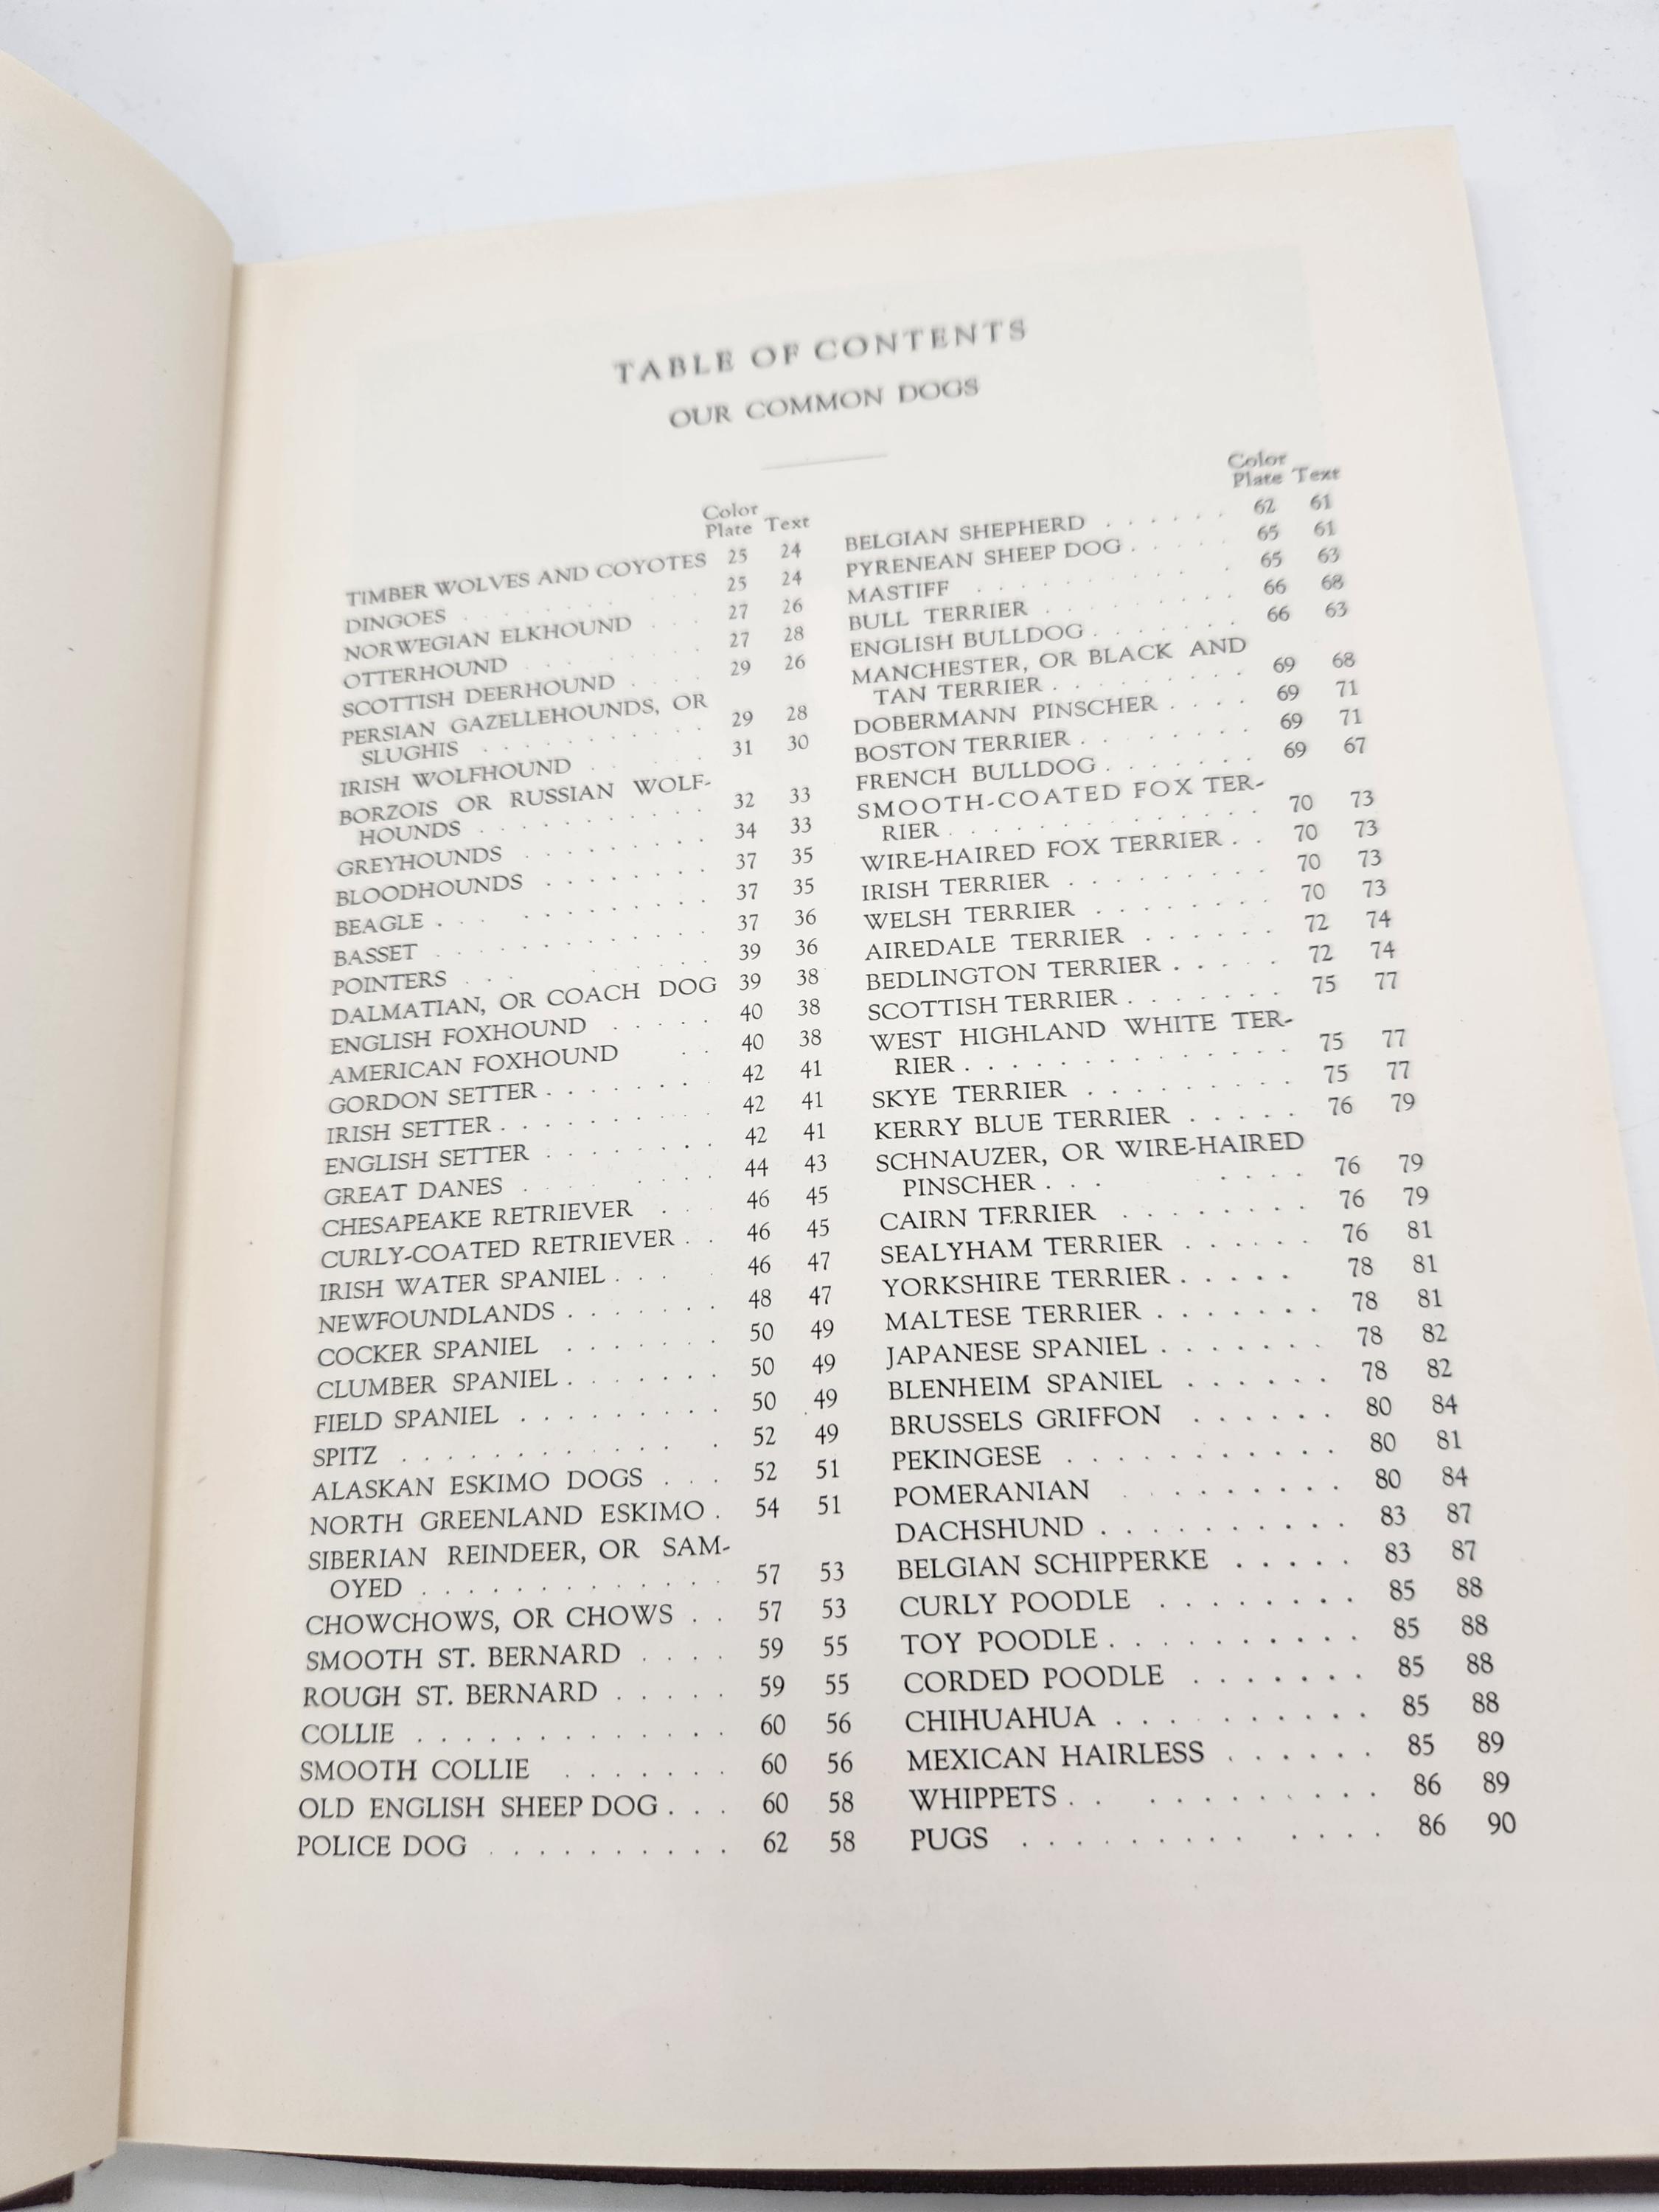 TABLE OF CONTENTS
OUR COMMON DOGS
Color
Plate Text
TIMBER WOLVES AND COYOTES 25 24
DINGOES . . . . . . . . 25 24
NORWEGIAN ELKHOUND . . . 27 26
OTTERHOUND . . . . . . . 27 28
SCOTTISH DEERHOUND . . . . 29 26
PERSIAN GAZELLEHOUNDS, OR
SLUGHIS . . . . . . . . . . 29 28
IRISH WOLFHOUND . . . . . 31 30
BORZOIS OR RUSSIAN WOLF-
HOUNDS . . . . . . . . . . 32 33
GREYHOUNDS . . . . . . . . 34 33
BLOODHOUNDS . . . . . . . 37 35
BEAGLE . . . . . . . . . . . 37 35
BASSET . . . . . . . . . . . 37 36
POINTERS . . . . . . . . . 39 36
DALMATIAN, OR COACH DOG 39 38
ENGLISH FOXHOUND . . . . . 40 38
AMERICAN FOXHOUND . . 40 38
GORDON SETTER . . . . . . . 42 41
IRISH SETTER . . . . . . . . 42 41
ENGLISH SETTER . . . . . . . 42 41
GREAT DANES . . . . . . . 44 43
CHESAPEAKE RETRIEVER . . . 46 45
CURLY-COATED RETRIEVER . . 46 45
IRISH WATER SPANIEL . . . . 46 47
NEWFOUNDLANDS . . . . . . . 48 47
COCKER SPANIEL . . . . . . . 50 49
CLUMBER SPANIEL . . . . . . . 50 49
FIELD SPANIEL . . . . . . . . . 50 49
SPITZ . . . . . . . . . . . . 52 49
ALASKAN ESKIMO DOGS . . . 52 51
NORTH GREENLAND ESKIMO . 54 51
SIBERIAN REINDEER, OR SAM-
OYED . . . . . . . . . . . . 57 53
CHOWCHOWS, OR CHOWS . . 57 53
SMOOTH ST. BERNARD . . . . 59 55
ROUGH ST. BERNARD . . . . . 59 55
COLLIE . . . . . . . . . . . . 60 56
SMOOTH COLLIE . . . . . . . 60 56
OLD ENGLISH SHEEP DOG . . . 60 58
POLICE DOG . . . . . . . . . . 62 58
Color
Plate Text
BELGIAN SHEPHERD . . . . . . 62 61
PYRENEAN SHEEP DOG . . . . 65 61
MASTIFF . . . . . . . . . 65 63
BULL TERRIER . . . . . . . . 66 68
ENGLISH BULLDOG . . . . . . 66 63
MANCHESTER, OR BLACK AND
TAN TERRIER . . . . . . . . 69 68
DOBERMANN PINSCHER . . . . 69 71
BOSTON TERRIER . . . . . . . 69 71
FRENCH BULLDOG . . . . . . . 69 67
SMOOTH-COATED FOX TER-
RIER . . . . . . . . . . . . 70 73
WIRE-HAIRED FOX TERRIER . . 70 73
IRISH TERRIER . . . . . . . . . 70 73
WELSH TERRIER . . . . . . . . 70 73
AIREDALE TERRIER . . . . . . 72 74
BEDLINGTON TERRIER . . . . . 72 74
SCOTTISH TERRIER . . . . . . . 75 77
WEST HIGHLAND WHITE TER-
RIER . . . . . . . . . . . . 75 77
SKYE TERRIER . . . . . . . . . 75 77
KERRY BLUE TERRIER . . . . . 76 79
SCHNAUZER, OR WIRE-HAIRED
PINSCHER . . . . . . . 76 79
CAIRN TERRIER . . . . . . . . 76 79
SEALYHAM TERRIER . . . . . . 76 81
YORKSHIRE TERRIER . . . . . 78 81
MALTESE TERRIER . . . . . . . 78 81
JAPANESE SPANIEL . . . . . . . 78 82
BLENHEIM SPANIEL . . . . . . 78 82
BRUSSELS GRIFFON . . . . . . 80 84
PEKINGESE . . . . . . . . . . 80 81
POMERANIAN . . . . . . . . . 80 84
DACHSHUND . . . . . . . . . . 83 87
BELGIAN SCHIPPERKE . . . . . 83 87
CURLY POODLE . . . . . . . . 85 88
TOY POODLE . . . . . . . . . . 85 88
CORDED POODLE . . . . . . . 85 88
CHIHUAHUA . . . . . . . . . . 85 88
MEXICAN HAIRLESS . . . . . . 85 89
WHIPPETS . . . . . . . . . . . 86 89
PUGS . . . . . . . . . . . . . 86 90